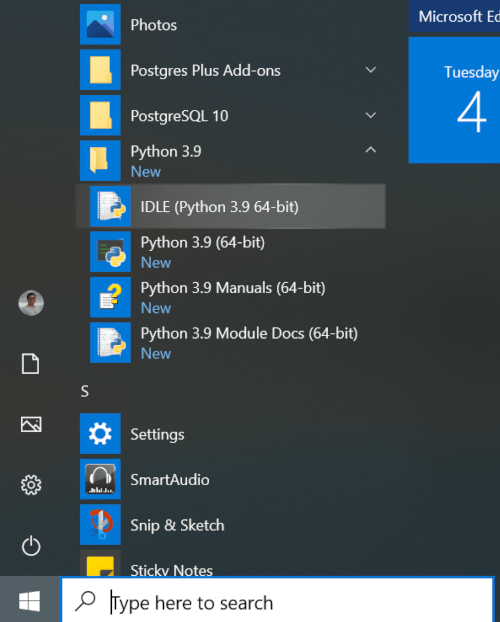 Photos
Microsoft Ed
Postgres Plus Add-ons
Tuesday
4
PostgreSQL 10
Python 3.9
New
IDLE (Python 3.9 64-bit)
Python 3.9 (64-bit)
New
Python 3.9 Manuals (64-bit)
New
Python 3.9 Module Docs (64-bit)
New
S
Settings
SmartAudio
Snip & Sketch
Sticky Notes
Type here to search